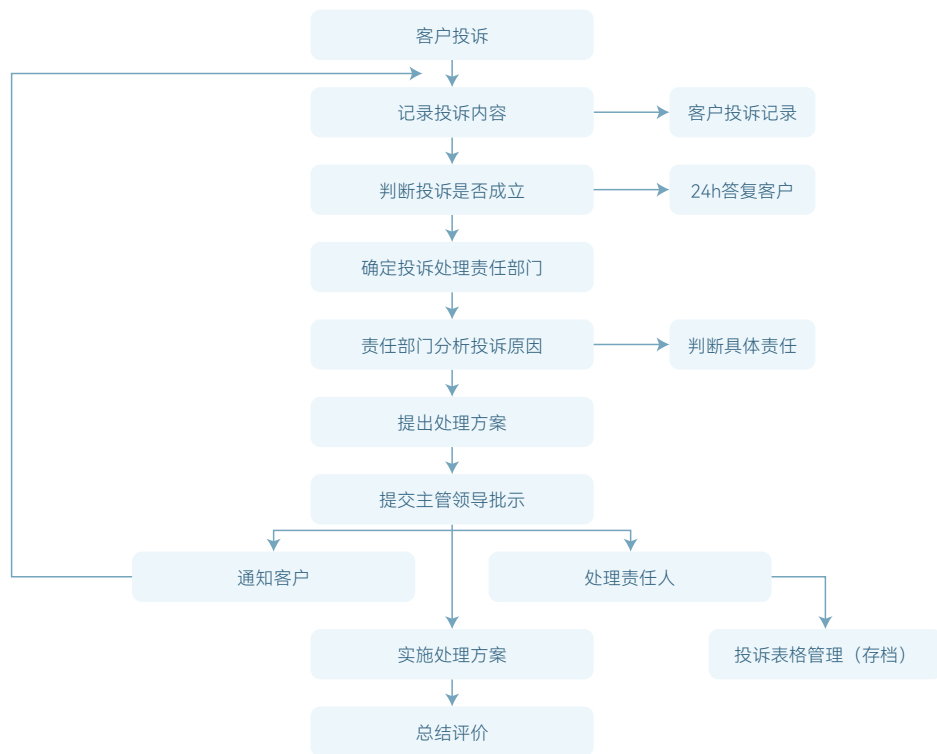 客户投诉
记录投诉内容
客户投诉记录
判断投诉是否成立
24h答复客户
确定投诉处理责任部门
责任部门分析投诉原因
判断具体责任
提出处理方案
提交主管领导批示
通知客户
处理责任人
实施处理方案
投诉表格管理（存档）
总结评价